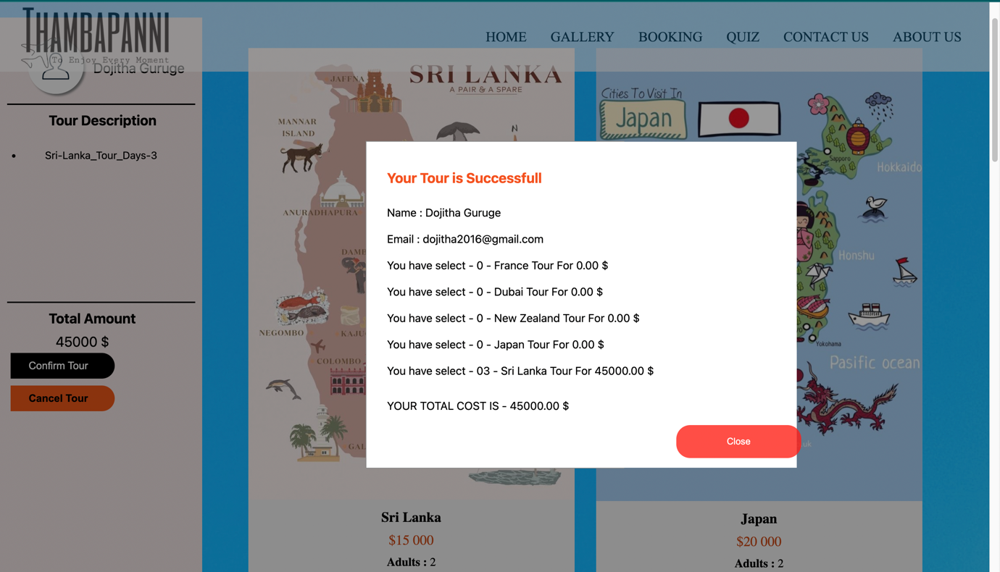 THAMBAPANNI
To Enjoy Every Moment
HOME
GALLERY
BOOKING
QUIZ
CONTACT US
ABOUT US
Dojitha Guruge
Tour Description
Sri-Lanka_Tour_Days-3
Total Amount
45000 $
Confirm Tour
Cancel Tour
SRI LANKA
A PAIR & A SPARE
JAFFNA
MANNAR
ISLAND
ANURADHAPURA
DAMB
NEGOMBO
KAJU
COLOMBO
GAL
N
Cities To Visit In
Japan
Sapporo
Hokkaido
Honshu
Yokohama
Pasific ocean
.uk
Your Tour is Successfull
Name : Dojitha Guruge
Email : dojitha2016@gmail.com
You have select - 0 - France Tour For 0.00 $
You have select - 0 - Dubai Tour For 0.00 $
You have select - 0 - New Zealand Tour For 0.00 $
You have select - 0 - Japan Tour For 0.00 $
You have select - 03 - Sri Lanka Tour For 45000.00 $
YOUR TOTAL COST IS - 45000.00 $
Close
Sri Lanka
$15 000
Adults : 2
Japan
$20 000
Adults : 2